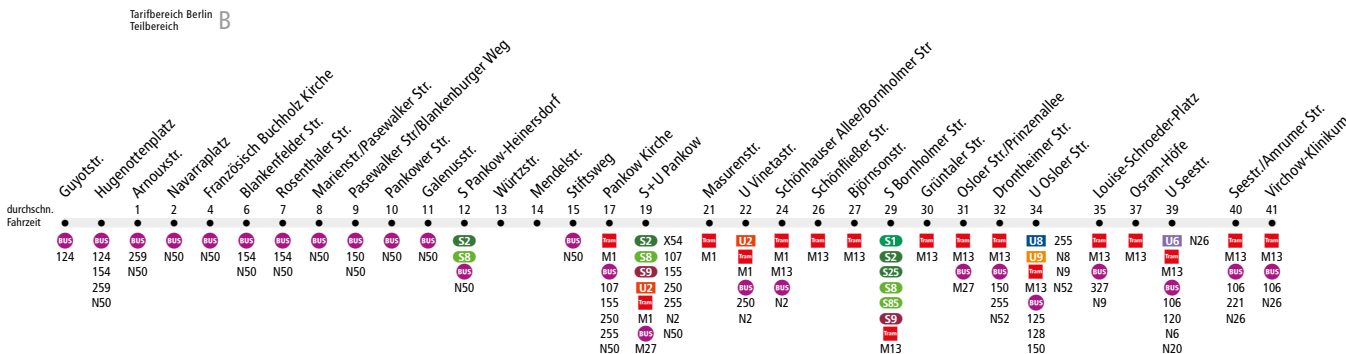 Tarifbereich Berlin
Teilbereich B
Guyotstr.
Hugenottenplatz
Arnouxstr.
Navarraplatz
Französisch Buchholz Kirche
Blankenfelder Str.
Rosenthaler Str.
Marienstr/Pasewalker Str.
Pasewalker Str/Blankenburger Weg
Pankower Str.
Galenusstr.
S Pankow-Heinersdorf
Würtzstr.
Mendelstr.
Stiftsweg
Pankow Kirche
S+U Pankow
Masurenstr.
U Vinetastr.
Schönhauser Allee/Bornholmer Str
Schönfließer Str.
Björnsonstr.
S Bornholmer Str.
Grüntaler Str.
Osloer Str./Prinzenallee
Drontheimer Str.
U Osloer Str.
Louise-Schroeder-Platz
Osram-Höfe
U Seestr.
Seestr./Amrumer Str.
Virchow-Klinikum
durchschn. 1 2 4 6 7 8 9 10 11 12 13 14 15 17 19 21 22 24 26 27 29 30 31 32 34 35 37 39 40 41
Fahrzeit
BUS BUS BUS BUS BUS BUS BUS BUS BUS BUS BUS S2 BUS Tram S2 X54 Tram U2 Tram Tram Tram S1 Tram Tram Tram U8 255 Tram Tram U6 N26 Tram Tram
124 124 259 N50 N50 154 154 N50 150 N50 N50 S8 N50 M1 S8 107 M1 Tram M1 M13 M13 S2 M13 M13 M13 U9 N8 M13 M13 Tram M13 M13
154 N50 N50 N50 N50 BUS BUS S9 155 M1 M13 S25 BUS BUS Tram N9 BUS M13 BUS BUS
259 N50 107 U2 250 BUS BUS S8 M27 150 M13 N52 327 BUS 106 106
N50 155 Tram 255 250 N2 S85 255 BUS N9 106 221 N26
250 M1 N2 N2 S9 N52 125 120 N26
255 BUS N50 Tram 128 N6
N50 M27 M13 150 N20